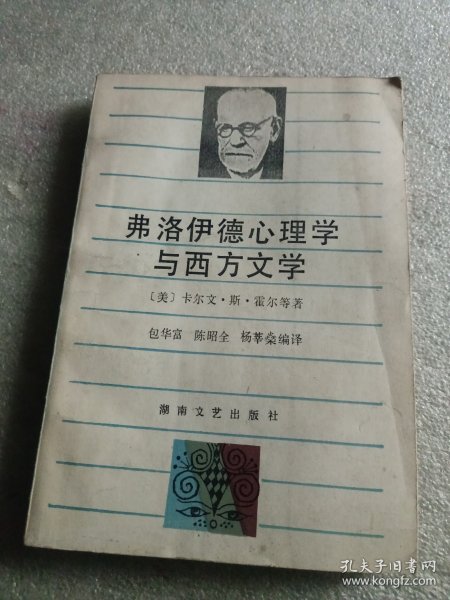 弗洛伊德心理学
与西方文学
〔美〕卡尔文·斯·霍尔等著
包华富 陈昭全 杨莘燊编译
湖南文艺出版社
孔夫子旧书网
www.kongfz.com